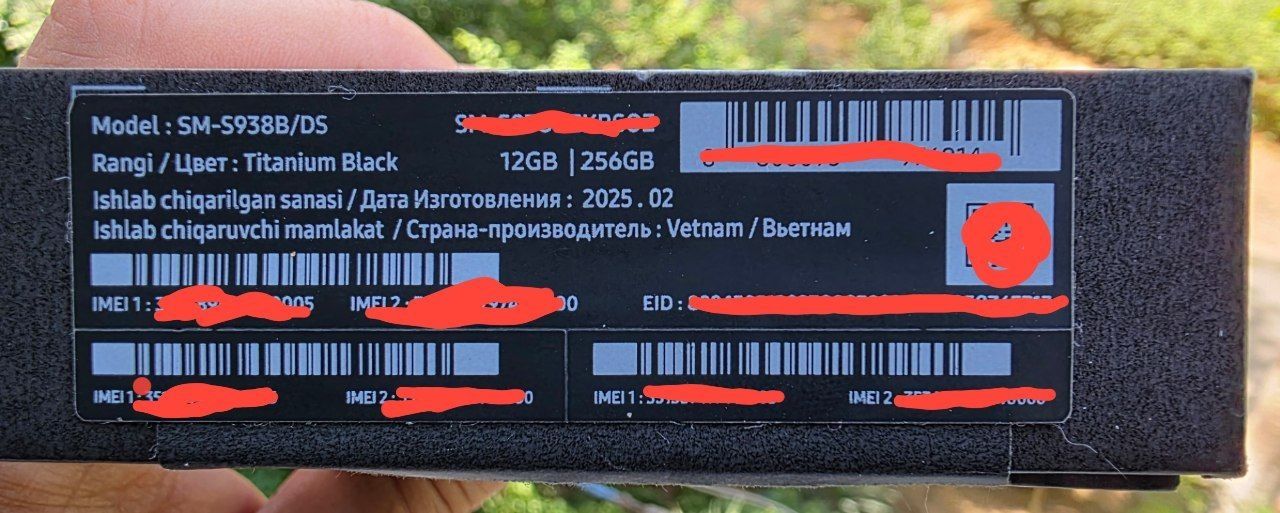 Model : SM-S938B/DS
Rangi / Цвет : Titanium Black
12GB | 256GB
Ishlab chiqarilgan sanasi / Дата Изготовления : 2025.02
Ishlab chiqaruvchi mamlakat / Страна-производитель : Vetnam / Вьетнам
IMEI 1 :
IMEI 2 :
EID :
IMEI 1 :
IMEI 2 :
IMEI 1 :
IMEI 2